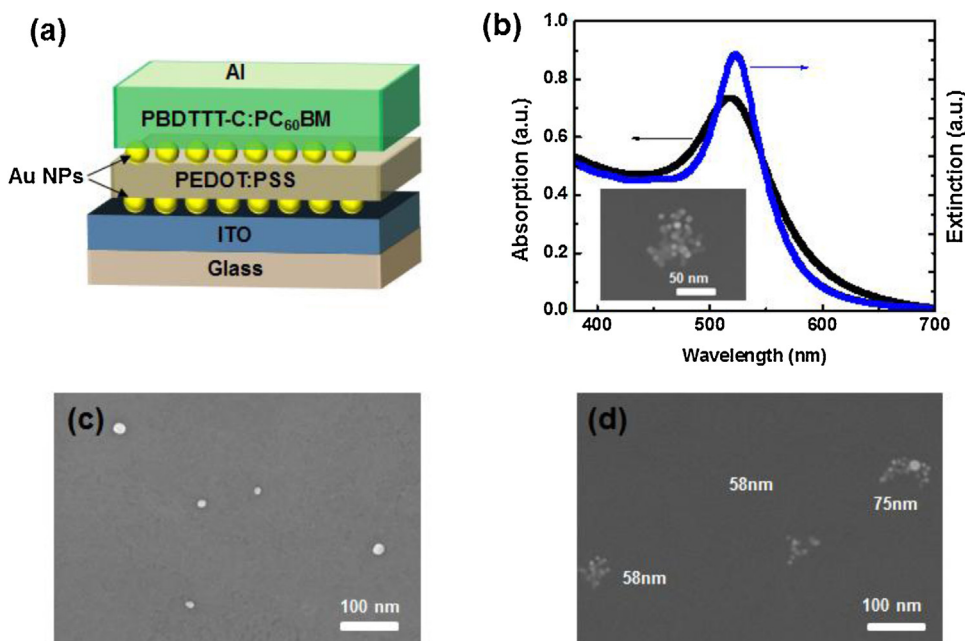 (a)
Al
PBDTTT-C:PC60BM
Au NPs
PEDOT:PSS
ITO
Glass
(b)
Absorption (a.u.)
1.0
0.8
0.6
0.4
0.2
0.0
50 nm
400
500
600
700
Wavelength (nm)
Extinction (a.u.)
(c)
100 nm
(d)
58nm
75nm
58nm
100 nm